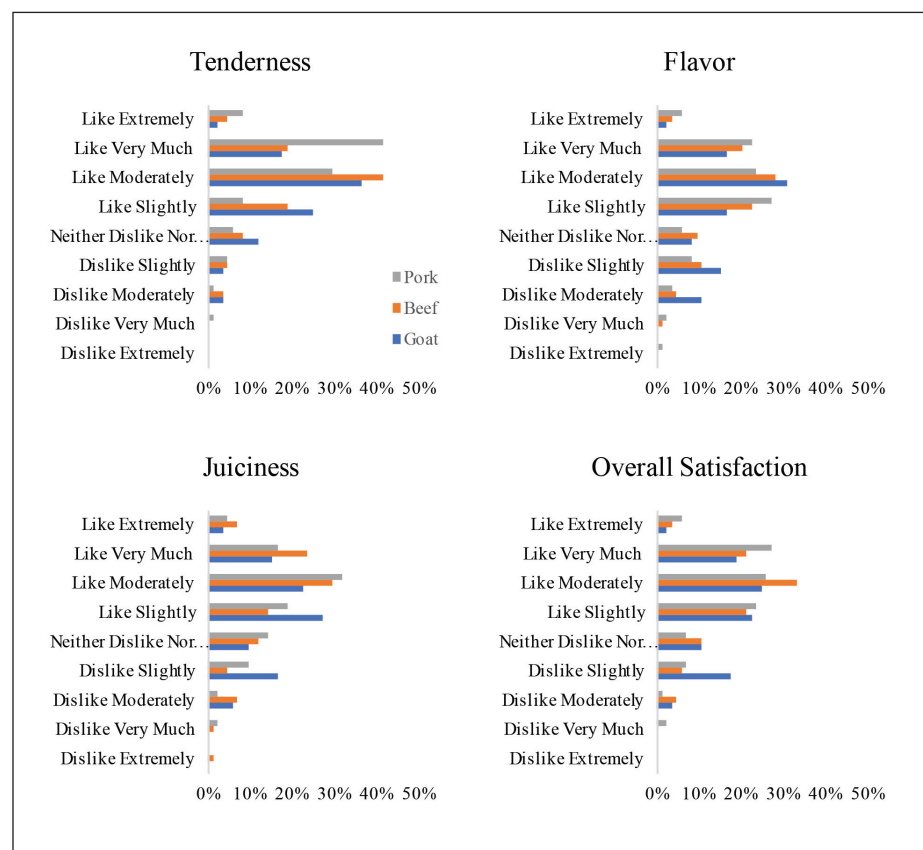 Tenderness
Like Extremely
Like Very Much
Like Moderately
Like Slightly
Neither Dislike Nor…
Dislike Slightly
Dislike Moderately
Dislike Very Much
Dislike Extremely
Pork
Beef
Goat
0% 10% 20% 30% 40% 50%
Flavor
Like Extremely
Like Very Much
Like Moderately
Like Slightly
Neither Dislike Nor…
Dislike Slightly
Dislike Moderately
Dislike Very Much
Dislike Extremely
0% 10% 20% 30% 40% 50%
Juiciness
Like Extremely
Like Very Much
Like Moderately
Like Slightly
Neither Dislike Nor…
Dislike Slightly
Dislike Moderately
Dislike Very Much
Dislike Extremely
0% 10% 20% 30% 40% 50%
Overall Satisfaction
Like Extremely
Like Very Much
Like Moderately
Like Slightly
Neither Dislike Nor…
Dislike Slightly
Dislike Moderately
Dislike Very Much
Dislike Extremely
0% 10% 20% 30% 40% 50%